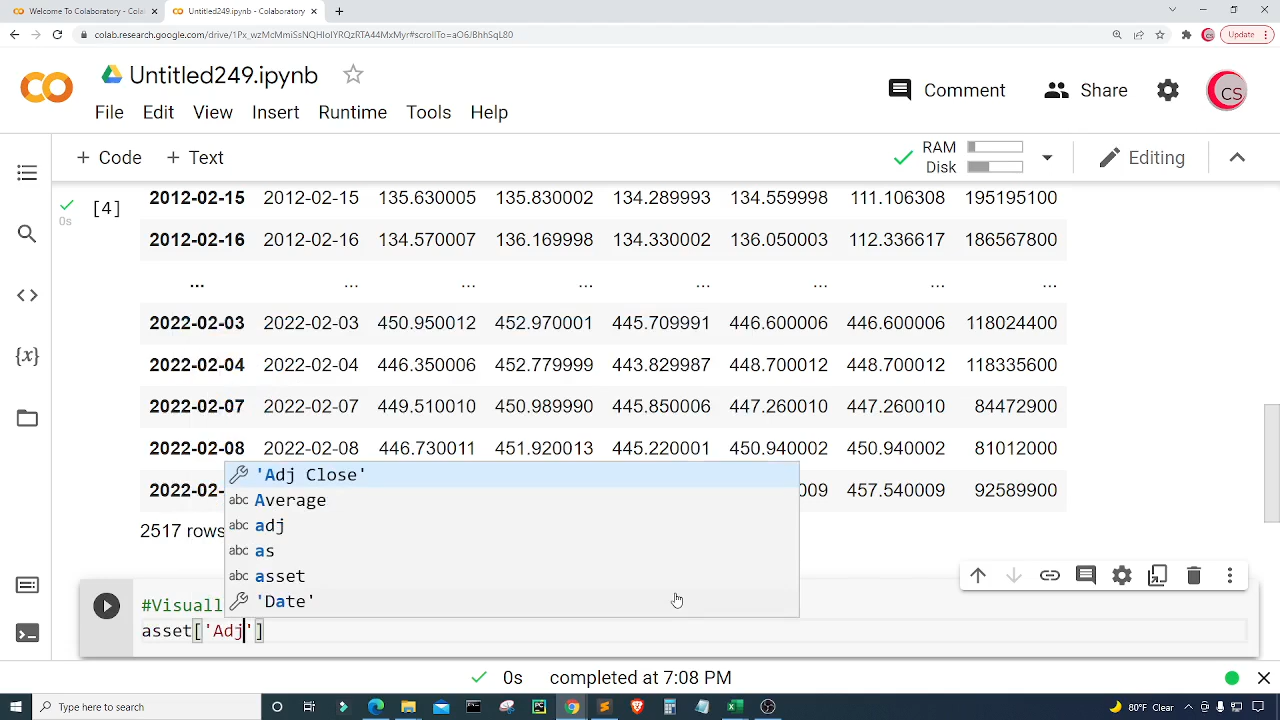 Welcome To Colaboratory - Cola
Untitled249.ipynb - Colaboratory
colab.research.google.com/drive/1Px_wzMcMmiSsNQHIoIYRQzRTA44MxMyr#scrollTo=aO6JBhhSqL80
Update
Untitled249.ipynb
File Edit View Insert Runtime Tools Help
Comment Share CS
+ Code + Text
RAM
Disk
Editing
[4]
0s
2012-02-15 2012-02-15 135.630005 135.830002 134.289993 134.559998 111.106308 195195100
2012-02-16 2012-02-16 134.570007 136.169998 134.330002 136.050003 112.336617 186567800
... ... ... ... ... ... ... ...
2022-02-03 2022-02-03 450.950012 452.970001 445.709991 446.600006 446.600006 118024400
2022-02-04 2022-02-04 446.350006 452.779999 443.829987 448.700012 448.700012 118335600
2022-02-07 2022-02-07 449.510010 450.989990 445.850006 447.260010 447.260010 84472900
2022-02-08 2022-02-08 446.730011 451.920013 445.220001 450.940002 450.940002 81012000
2022-02- 009 457.540009 92589900
2517 rows
{x}
'Adj Close'
abc Average
abc adj
abc as
abc asset
'Date'
#Visuall
asset['Adj']
0s completed at 7:08 PM
Type here to search
80°F Clear